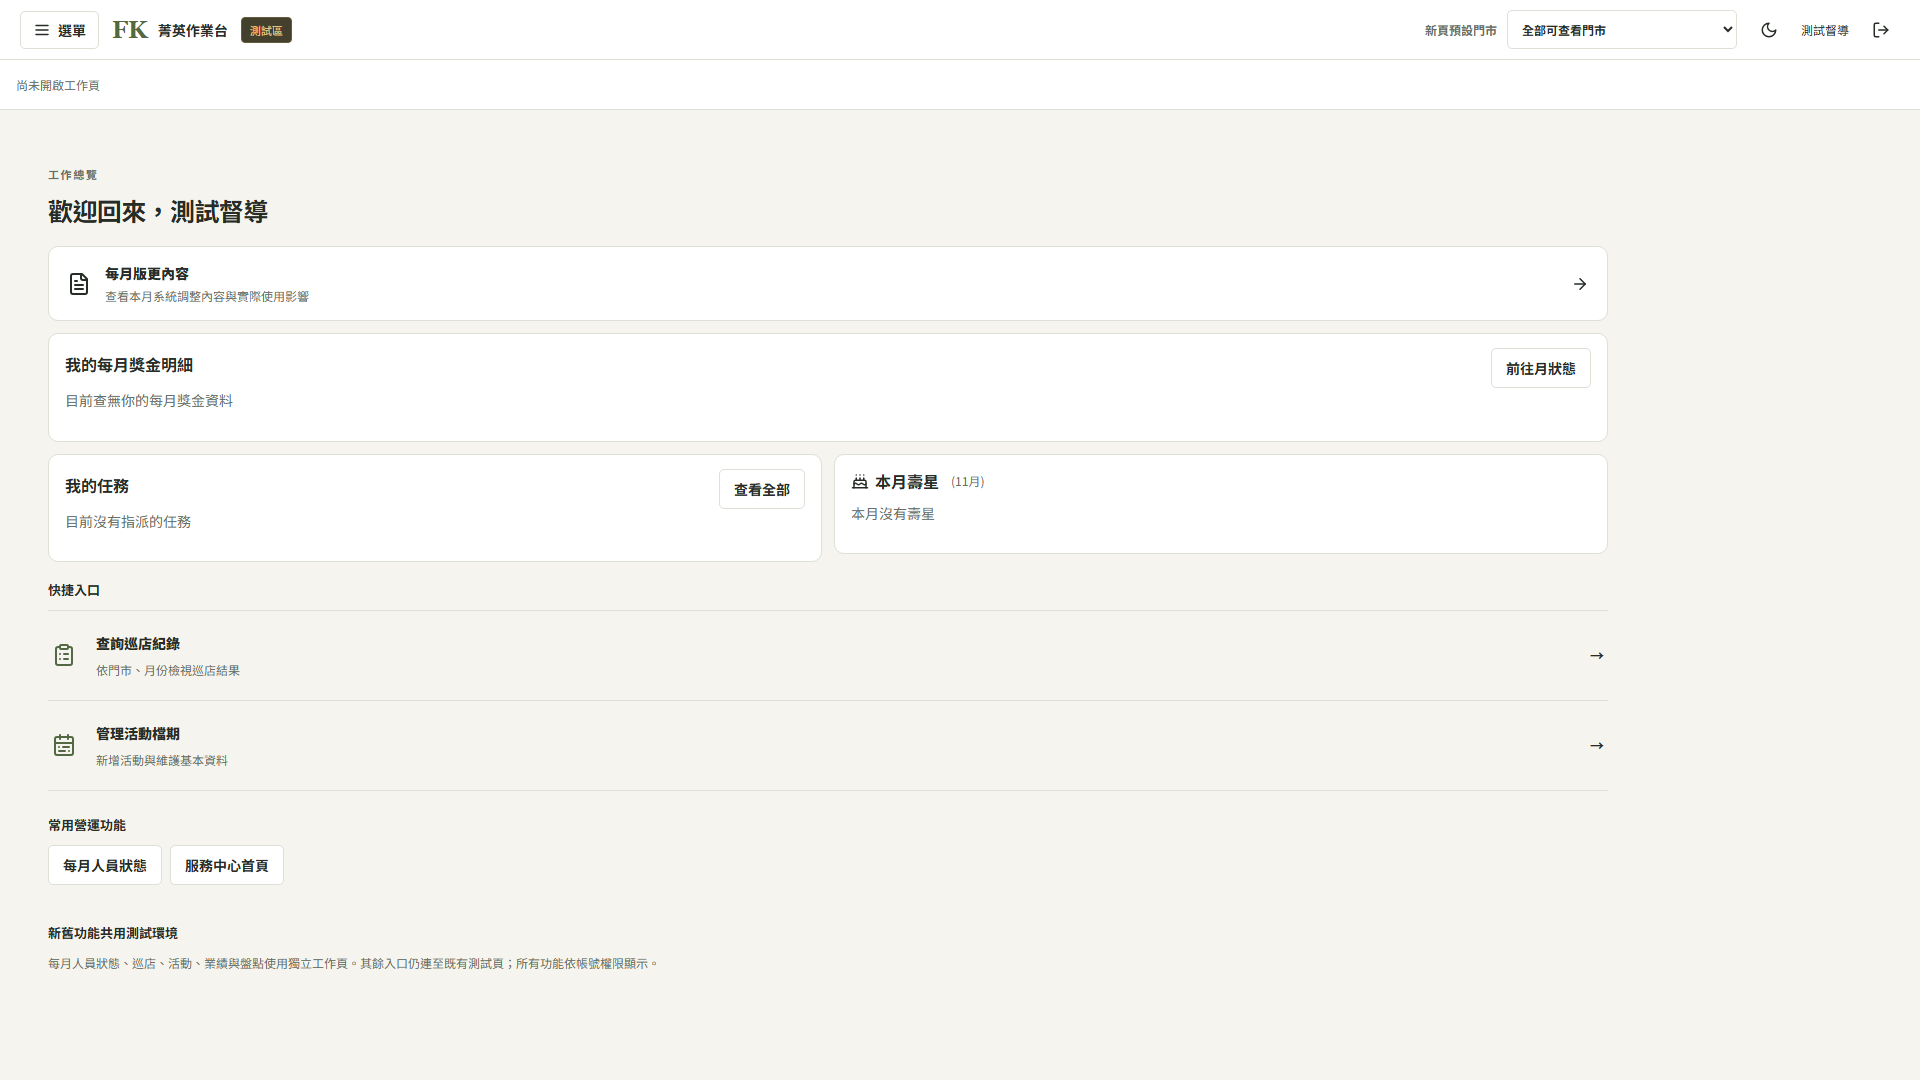 選單
FK 菁英作業台
測試區
新頁預設門市
全部可查看門市
測試督導
尚未開啟工作頁
工作總覽
歡迎回來，測試督導
每月版更內容
查看本月系統調整內容與實際使用影響
我的每月獎金明細
前往月狀態
目前查無你的每月獎金資料
我的任務
查看全部
目前沒有指派的任務
本月壽星 (11月)
本月沒有壽星
快捷入口
查詢巡店紀錄
依門市、月份檢視巡店結果
→
管理活動檔期
新增活動與維護基本資料
→
常用營運功能
每月人員狀態
服務中心首頁
新舊功能共用測試環境
每月人員狀態、巡店、活動、業績與盤點使用獨立工作頁。其餘入口仍連至既有測試頁；所有功能依帳號權限顯示。